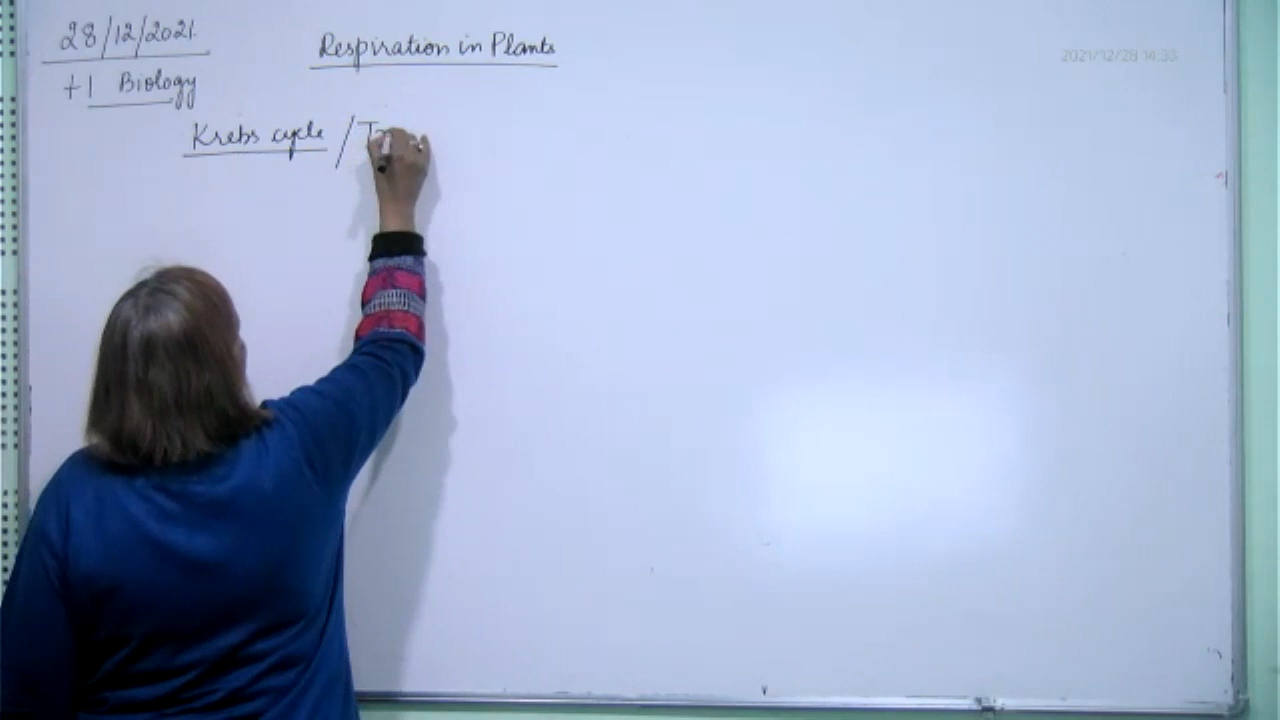 28/12/2021.
Respiration in Plants
2021/12/28 14:33
+1 Biology
Krebs cycle /